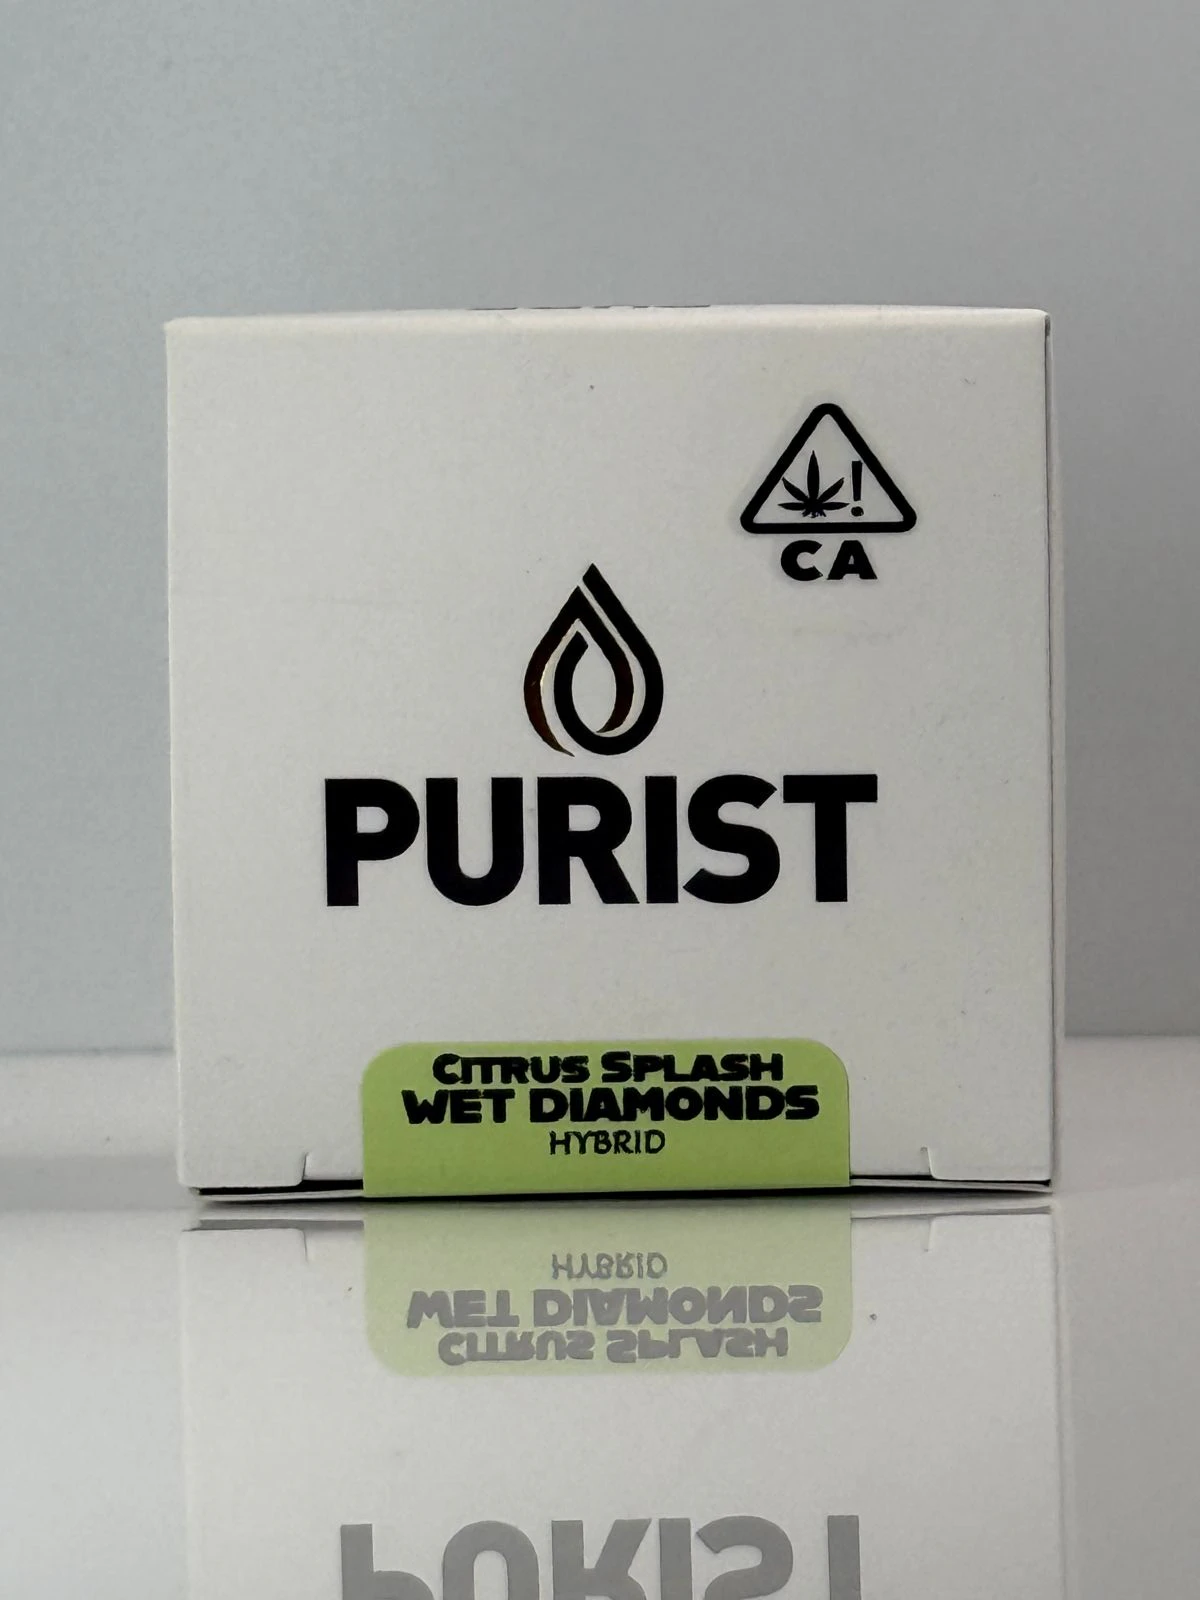 CA
PURIST
CITRUS SPLASH
WET DIAMONDS
HYBRID